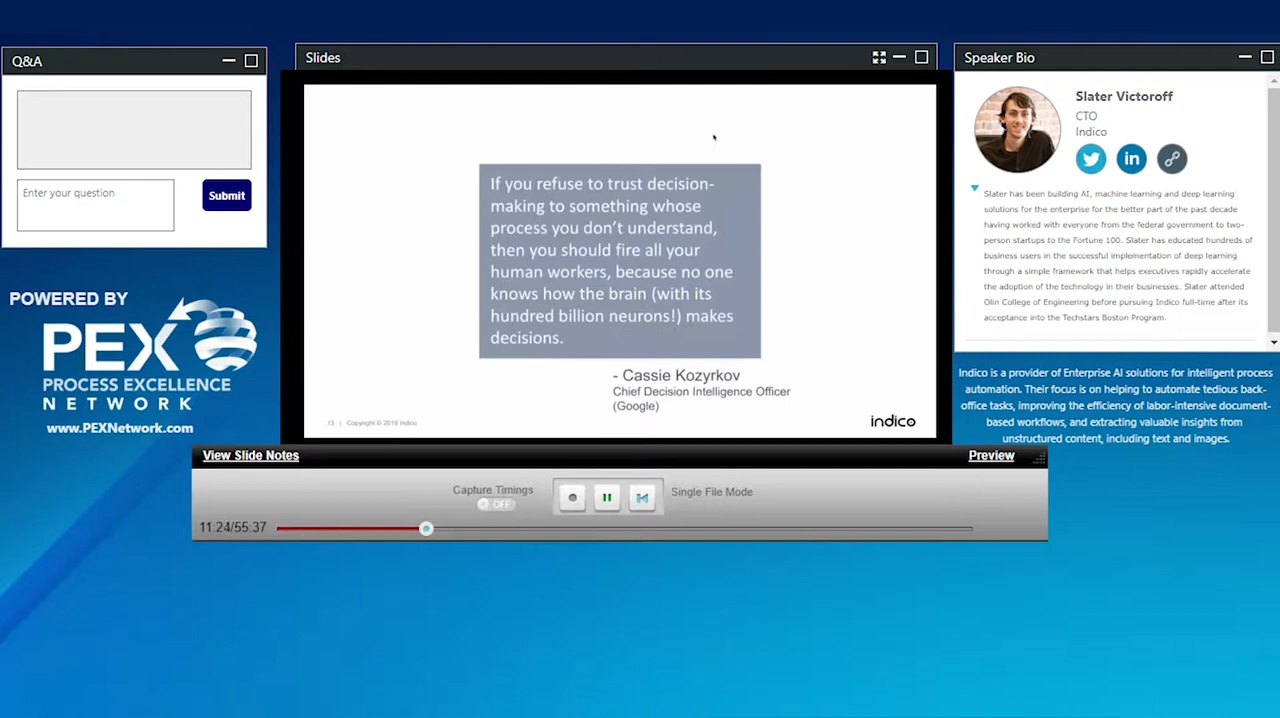 Q&A
Enter your question
Submit
POWERED BY
PEX
PROCESS EXCELLENCE
NETWORK
www.PEXNetwork.com
Slides
If you refuse to trust decision-
making to something whose
process you don't understand,
then you should fire all your
human workers, because no one
knows how the brain (with its
hundred billion neurons!) makes
decisions.
- Cassie Kozyrkov
Chief Decision Intelligence Officer
(Google)
13 | Copyright © 2019 Indico
indico
View Slide Notes
Preview
Capture Timings
OFF
Single File Mode
11:24/55:37
Speaker Bio
Slater Victoroff
CTO
Indico
in
Slater has been building AI, machine learning and deep learning
solutions for the enterprise for the better part of the past decade
having worked with everyone from the federal government to two-
person startups to the Fortune 100. Slater has educated hundreds of
business users in the successful implementation of deep learning
through a simple framework that helps executives rapidly accelerate
the adoption of the technology in their businesses. Slater attended
Olin College of Engineering before pursuing Indico full-time after its
acceptance into the Techstars Boston Program.
Indico is a provider of Enterprise AI solutions for intelligent process
automation. Their focus is on helping to automate tedious back-
office tasks, improving the efficiency of labor-intensive document-
based workflows, and extracting valuable insights from
unstructured content, including text and images.